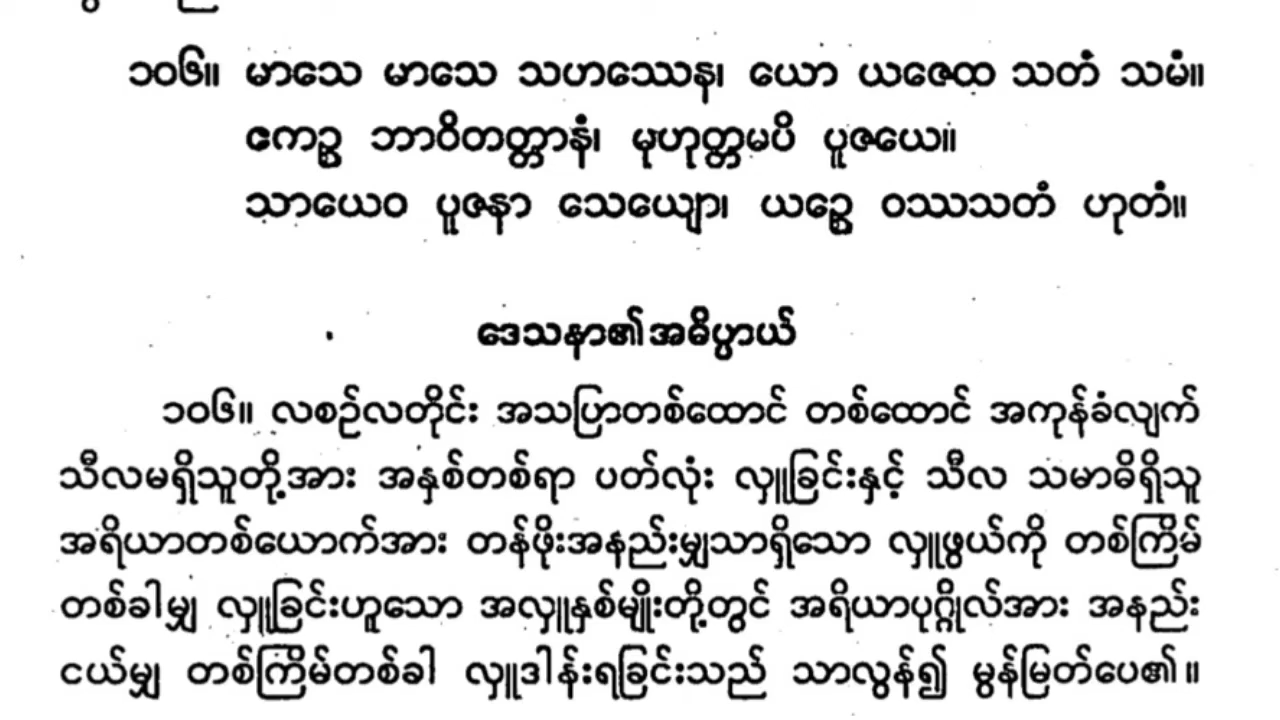 ၁၀၆။ မာသေ မာသေ သဟဿေန၊ ယော ယဇေထ သတံ သမံ။
ဧကဉ္စ ဘာဝိတတ္တာနံ၊ မုဟုတ္တမပိ ပူဇယေ။
သာယေဝ ပူဇနာ သေယျော၊ ယဉ္စေ ဝဿသတံ ဟုတံ။
ဒေသနာ၏အဓိပ္ပာယ်
၁၀၆။ လစဉ်လတိုင်း အသပြာတစ်ထောင် တစ်ထောင် အကုန်ခံလျက်
သီလမရှိသူတို့အား အနှစ်တစ်ရာ ပတ်လုံး လှူခြင်းနှင့် သီလ သမာဓိရှိသူ
အရိယာတစ်ယောက်အား တန်ဖိုးအနည်းမျှသာရှိသော လှူဖွယ်ကို တစ်ကြိမ်
တစ်ခါမျှ လှူခြင်းဟူသော အလှူနှစ်မျိုးတို့တွင် အရိယာပုဂ္ဂိုလ်အား အနည်း
ငယ်မျှ တစ်ကြိမ်တစ်ခါ လှူဒါန်းရခြင်းသည် သာလွန်၍ မွန်မြတ်ပေ၏။